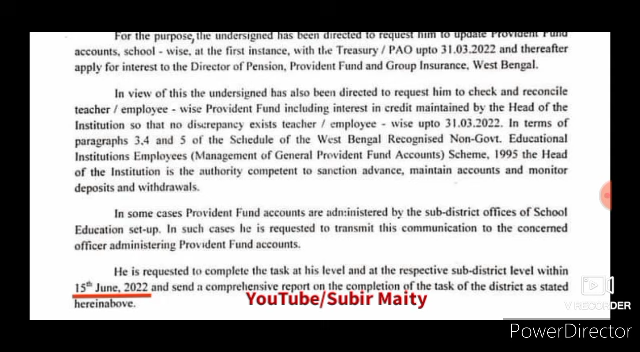 For the purpose, the undersigned has been directed to request him to update Provident Fund
accounts, school - wise, at the first instance, with the Treasury / PAO upto 31.03.2022 and thereafter
apply for interest to the Director of Pension, Provident Fund and Group Insurance, West Bengal.
In view of this the undersigned has also been directed to request him to check and reconcile
teacher / employee - wise Provident Fund including interest in credit maintained by the Head of the
Institution so that no discrepancy exists teacher / employee - wise upto 31.03.2022. In terms of
paragraphs 3,4 and 5 of the Schedule of the West Bengal Recognised Non-Govt. Educational
Institutions Employees (Management of General Provident Fund Accounts) Scheme, 1995 the Head
of the Institution is the authority competent to sanction advance, maintain accounts and monitor
deposits and withdrawals.
In some cases Provident Fund accounts are administered by the sub-district offices of School
Education set-up. In such cases he is requested to transmit this communication to the concerned
officer administering Provident Fund accounts.
He is requested to complete the task at his level and at the respective sub-district level within
15th June, 2022 and send a comprehensive report on the completion of the task of the district as stated
hereinabove.
YouTube/Subir Maity
V RECORDER
PowerDirector